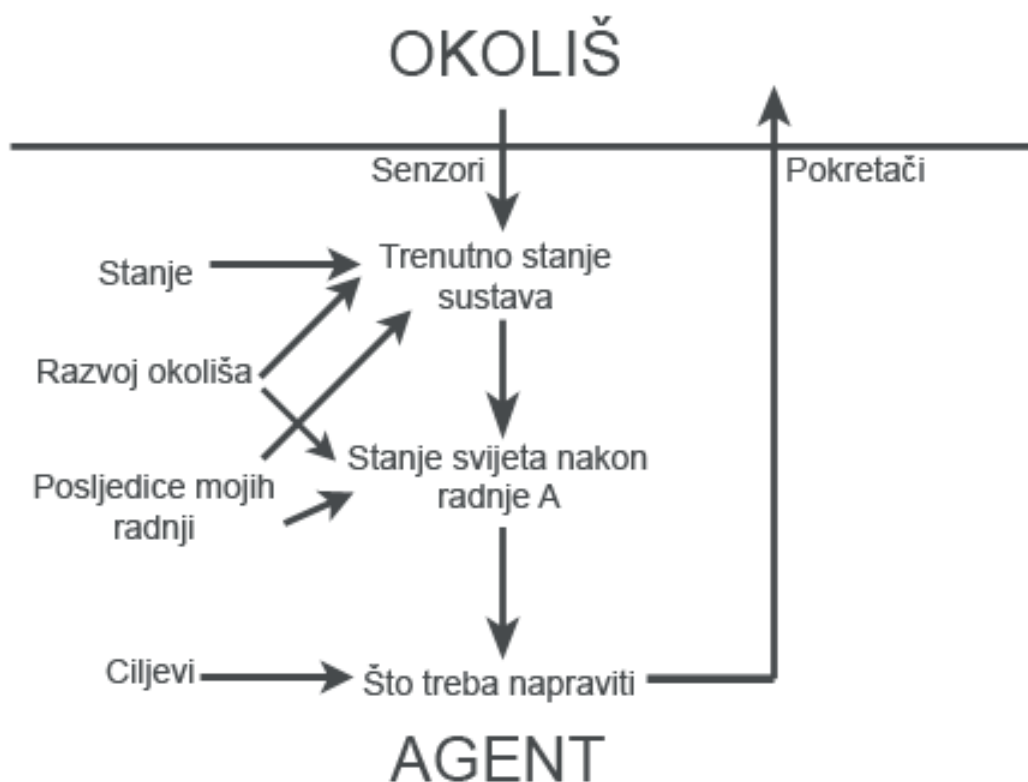 OKOLIŠ
Senzori
Pokretači
Trenutno stanje
sustava
Stanje
Razvoj okoliša
Stanje svijeta nakon
radnje A
Posljedice mojih
radnji
Ciljevi
Što treba napraviti
AGENT